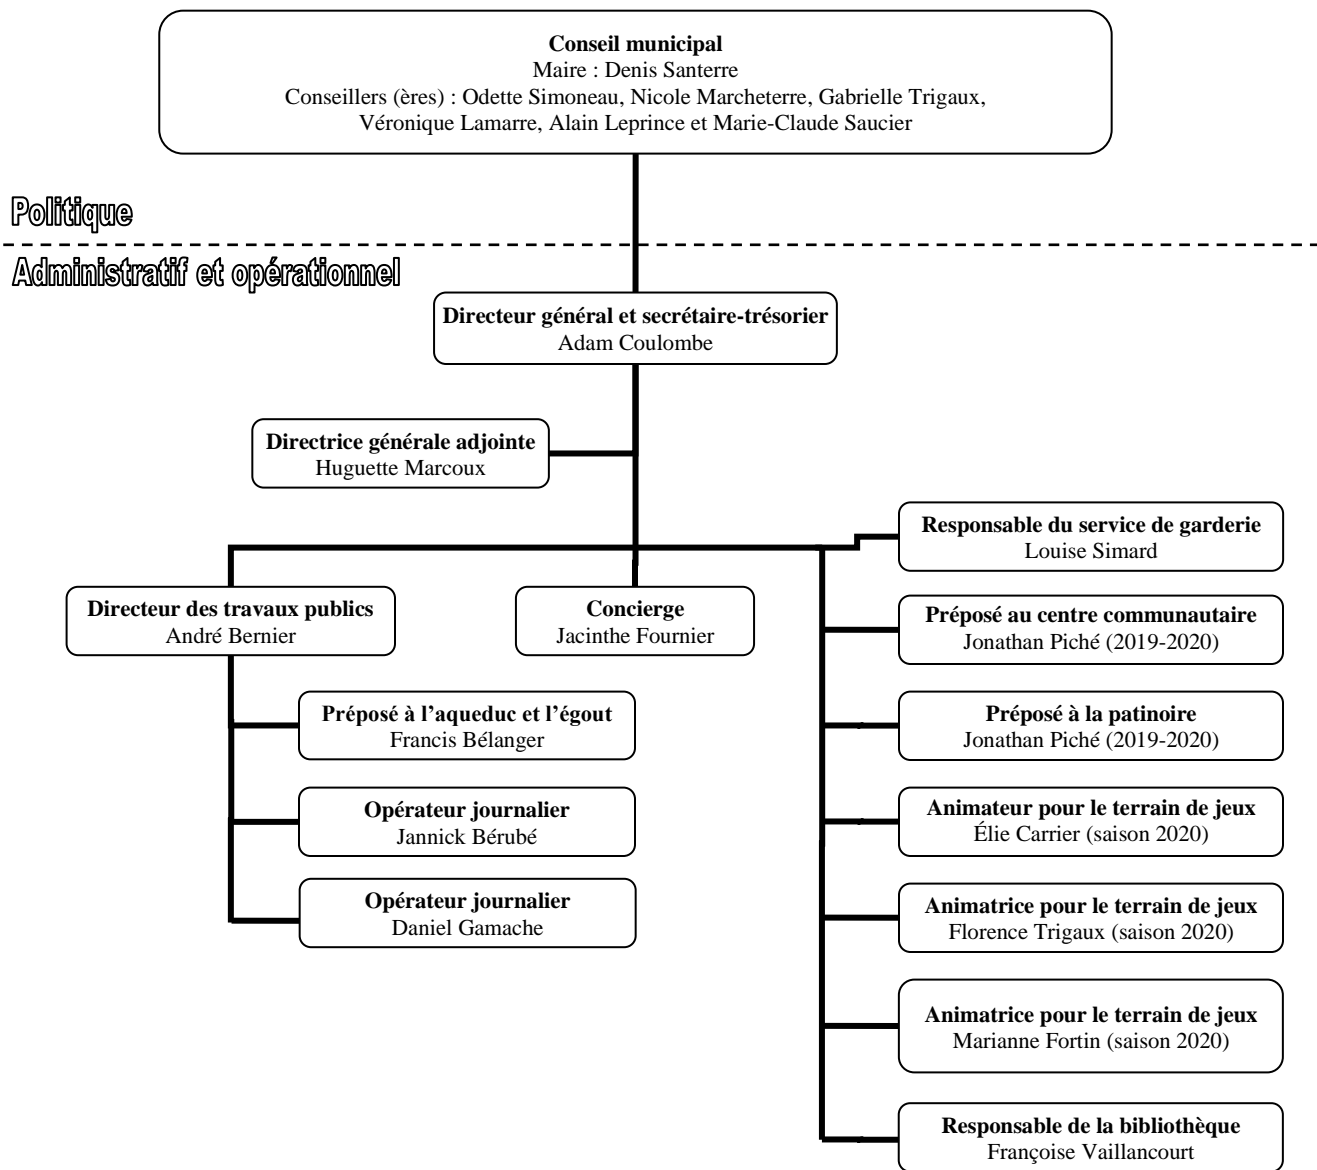 Conseil municipal
Maire : Denis Santerre
Conseillers (ères) : Odette Simoneau, Nicole Marcheterre, Gabrielle Trigaux,
Véronique Lamarre, Alain Leprince et Marie-Claude Saucier
Politique
Administratif et opérationnel
Directeur général et secrétaire-trésorier
Adam Coulombe
Directrice générale adjointe
Huguette Marcoux
Directeur des travaux publics
André Bernier
Préposé à l’aqueduc et l’égout
Francis Bélanger
Opérateur journalier
Jannick Bérubé
Opérateur journalier
Daniel Gamache
Concierge
Jacinthe Fournier
Responsable du service de garderie
Louise Simard
Préposé au centre communautaire
Jonathan Piché (2019-2020)
Préposé à la patinoire
Jonathan Piché (2019-2020)
Animateur pour le terrain de jeux
Élie Carrier (saison 2020)
Animatrice pour le terrain de jeux
Florence Trigaux (saison 2020)
Animatrice pour le terrain de jeux
Marianne Fortin (saison 2020)
Responsable de la bibliothèque
Françoise Vaillancourt